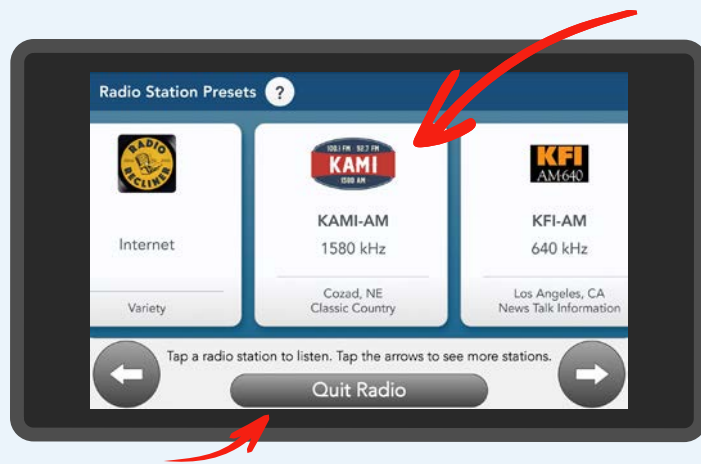 Radio Station Presets ?
RADIO
RECLINER
Internet
Variety
100.1 FM · 92.7 FM
KAMI
1580 AM
KAMI-AM
1580 kHz
Cozad, NE
Classic Country
KFI
AM640
KFI-AM
640 kHz
Los Angeles, CA
News Talk Information
Tap a radio station to listen. Tap the arrows to see more stations.
Quit Radio